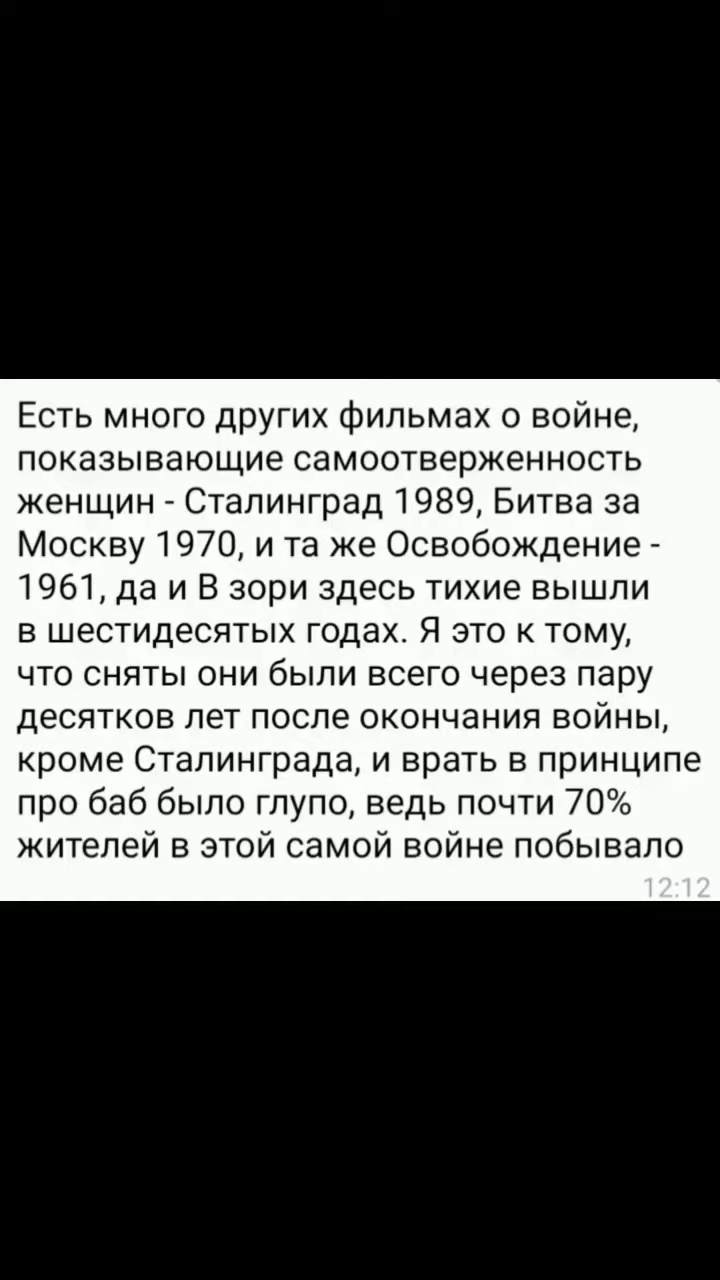 Есть много других фильмах о войне,
показывающие самоотверженность
женщин - Сталинград 1989, Битва за
Москву 1970, и та же Освобождение -
1961, да и В зори здесь тихие вышли
в шестидесятых годах. Я это к тому,
что сняты они были всего через пару
десятков лет после окончания войны,
кроме Сталинграда, и врать в принципе
про баб было глупо, ведь почти 70%
жителей в этой самой войне побывало
12:12